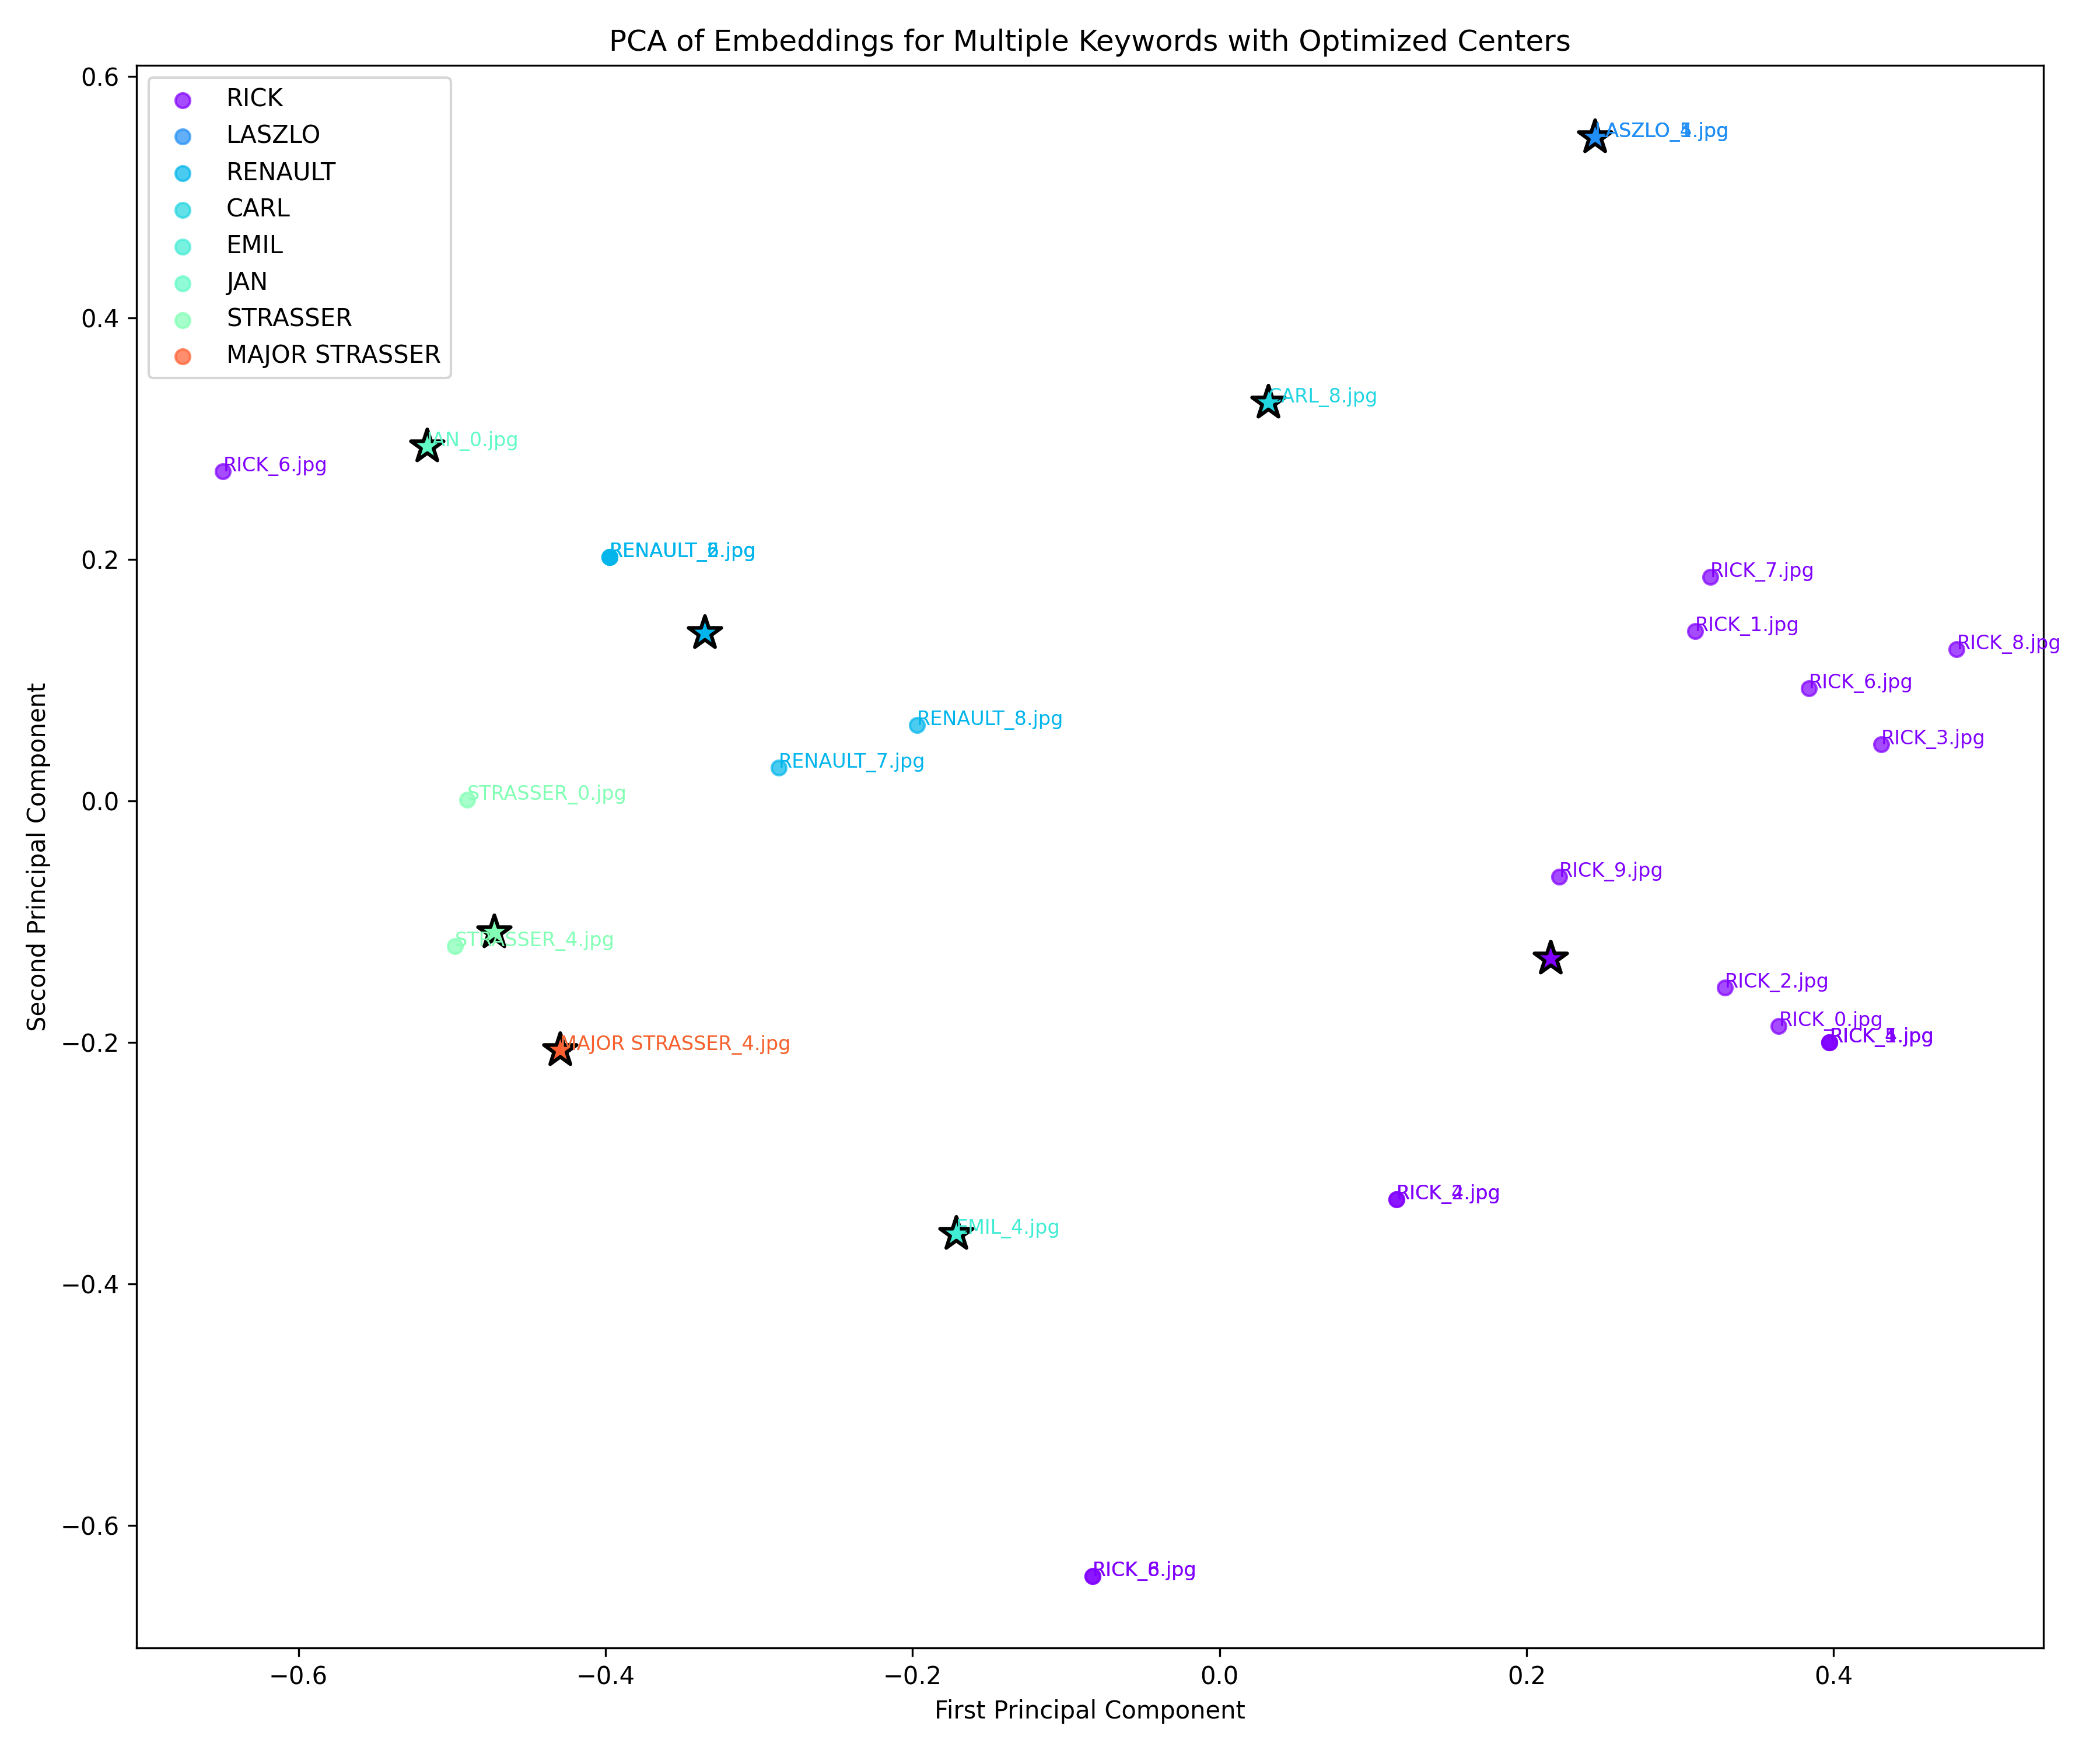 PCA of Embeddings for Multiple Keywords with Optimized Centers
RICK
LASZLO
RENAULT
CARL
EMIL
JAN
STRASSER
MAJOR STRASSER
0.6
0.4
0.2
0.0
−0.2
−0.4
−0.6
Second Principal Component
CARL_8.jpg
JAN_0.jpg
RICK_6.jpg
RICK_7.jpg
RICK_1.jpg
RICK_8.jpg
RICK_6.jpg
RENAULT_8.jpg
RICK_3.jpg
RENAULT_7.jpg
STRASSER_0.jpg
RICK_9.jpg
STRASSER_4.jpg
RICK_2.jpg
RICK_0.jpg
MAJOR STRASSER_4.jpg
EMIL_4.jpg
−0.6
−0.4
−0.2
0.0
0.2
0.4
First Principal Component